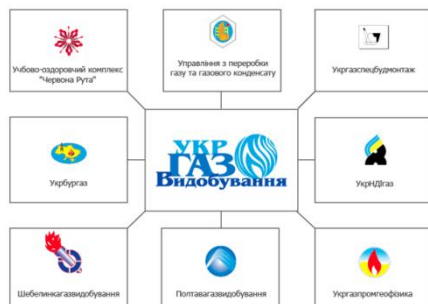 Учбово-оздоровчий комплекс
"Червона Рута"
Управління з переробки
газу та газового конденсату
Укргазспецбудмонтаж
Укрбургаз
УКР
ГАЗ
Видобування
УкрНДІгаз
Шебелинкагазвидобування
Полтавагазвидобування
Укргазпромгеофізика